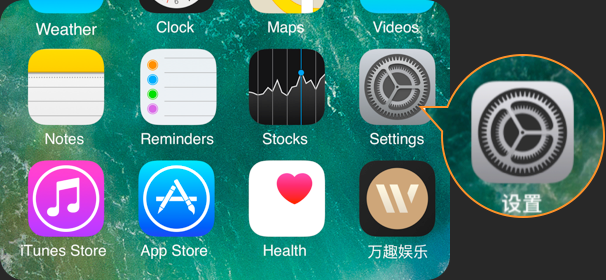 Weather Clock Maps Videos
Notes Reminders Stocks Settings
设置
iTunes Store App Store Health 万趣娱乐